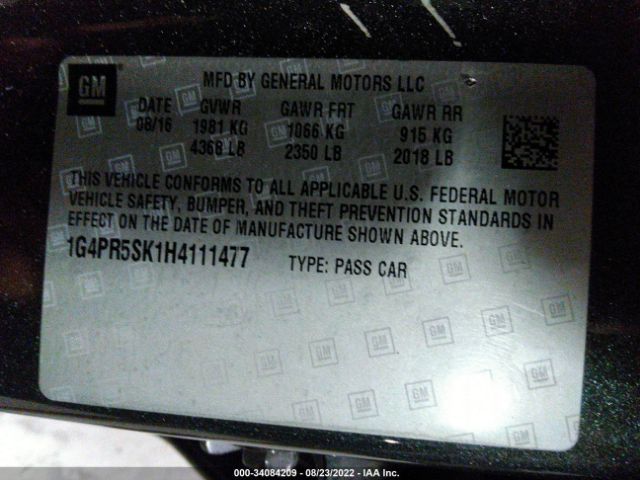 GM
MFD BY GENERAL MOTORS LLC
DATE GVWR GAWR FRT GAWR RR
08/16 1981 KG 1066 KG 915 KG
4368 LB 2350 LB 2018 LB
THIS VEHICLE CONFORMS TO ALL APPLICABLE U.S. FEDERAL MOTOR
VEHICLE SAFETY, BUMPER, AND THEFT PREVENTION STANDARDS IN
EFFECT ON THE DATE OF MANUFACTURE SHOWN ABOVE.
1G4PR5SK1H4111477 TYPE: PASS CAR
000-34084209 - 08/23/2022 - IAA Inc.